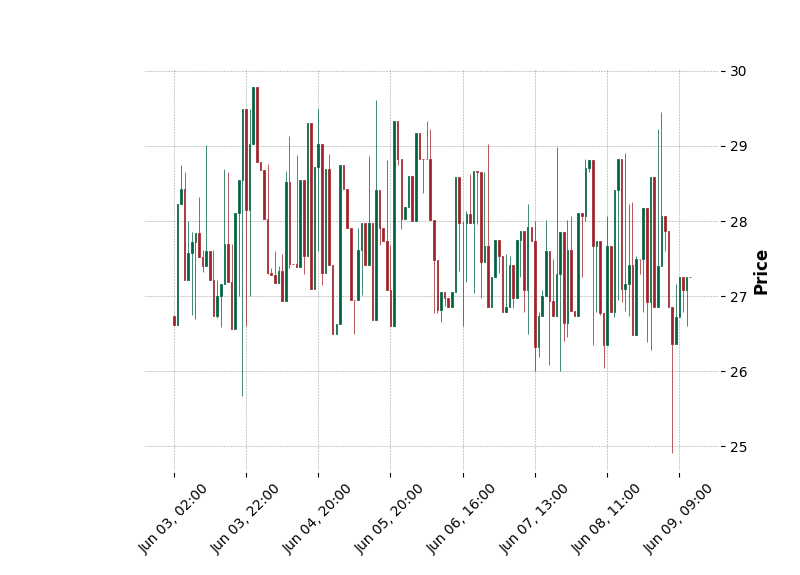 30
29
28
27
26
25
Price
Jun 03, 02:00
Jun 03, 22:00
Jun 04, 20:00
Jun 05, 20:00
Jun 06, 16:00
Jun 07, 13:00
Jun 08, 11:00
Jun 09, 09:00